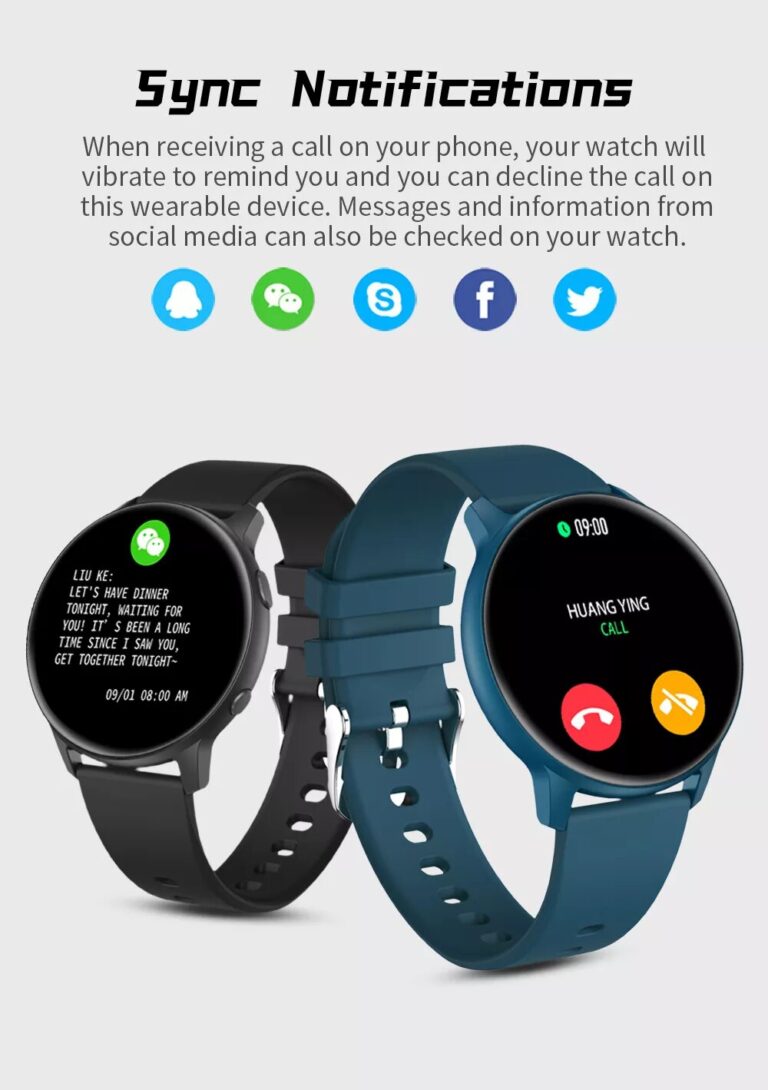 Sync Notifications
When receiving a call on your phone, your watch will
vibrate to remind you and you can decline the call on
this wearable device. Messages and information from
social media can also be checked on your watch.
LIU KE:
LET'S HAVE DINNER
TONIGHT, WAITING FOR
YOU! IT' S BEEN A LONG
TIME SINCE I SAW YOU,
GET TOGETHER TONIGHT~
09/01 08:00 AM
09:00
HUANG YING
CALL